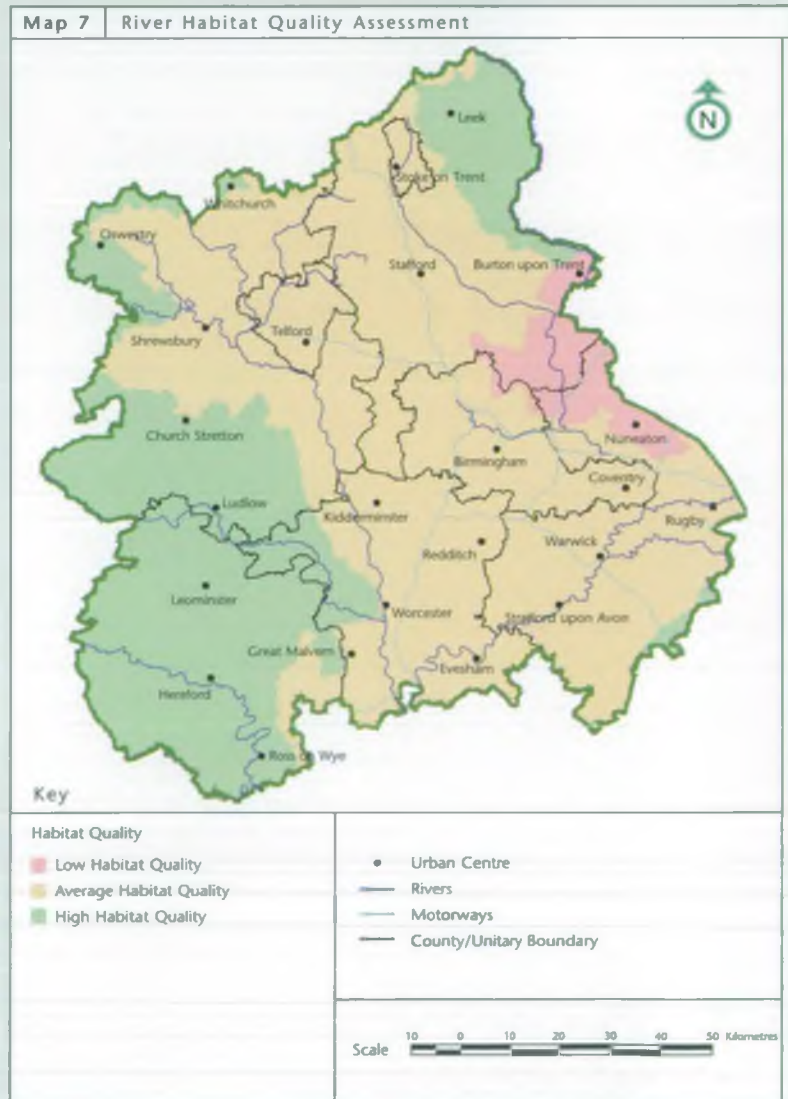 Map 7 River Habitat Quality Assessment
N
Leek
Stoke on Trent
Whitchurch
Oswestry
Stafford
Burton upon Trent
Shrewsbury
Telford
Church Stretton
Nuneaton
Birmingham
Coventry
Ludlow
Kidderminster
Rugby
Redditch
Warwick
Leominster
Worcester
Stratford upon Avon
Great Malvern
Evesham
Hereford
Ross on Wye
Key
Habitat Quality
Low Habitat Quality
Average Habitat Quality
High Habitat Quality
Urban Centre
Rivers
Motorways
County/Unitary Boundary
Scale
10 0 10 20 30 40 50 Kilometres